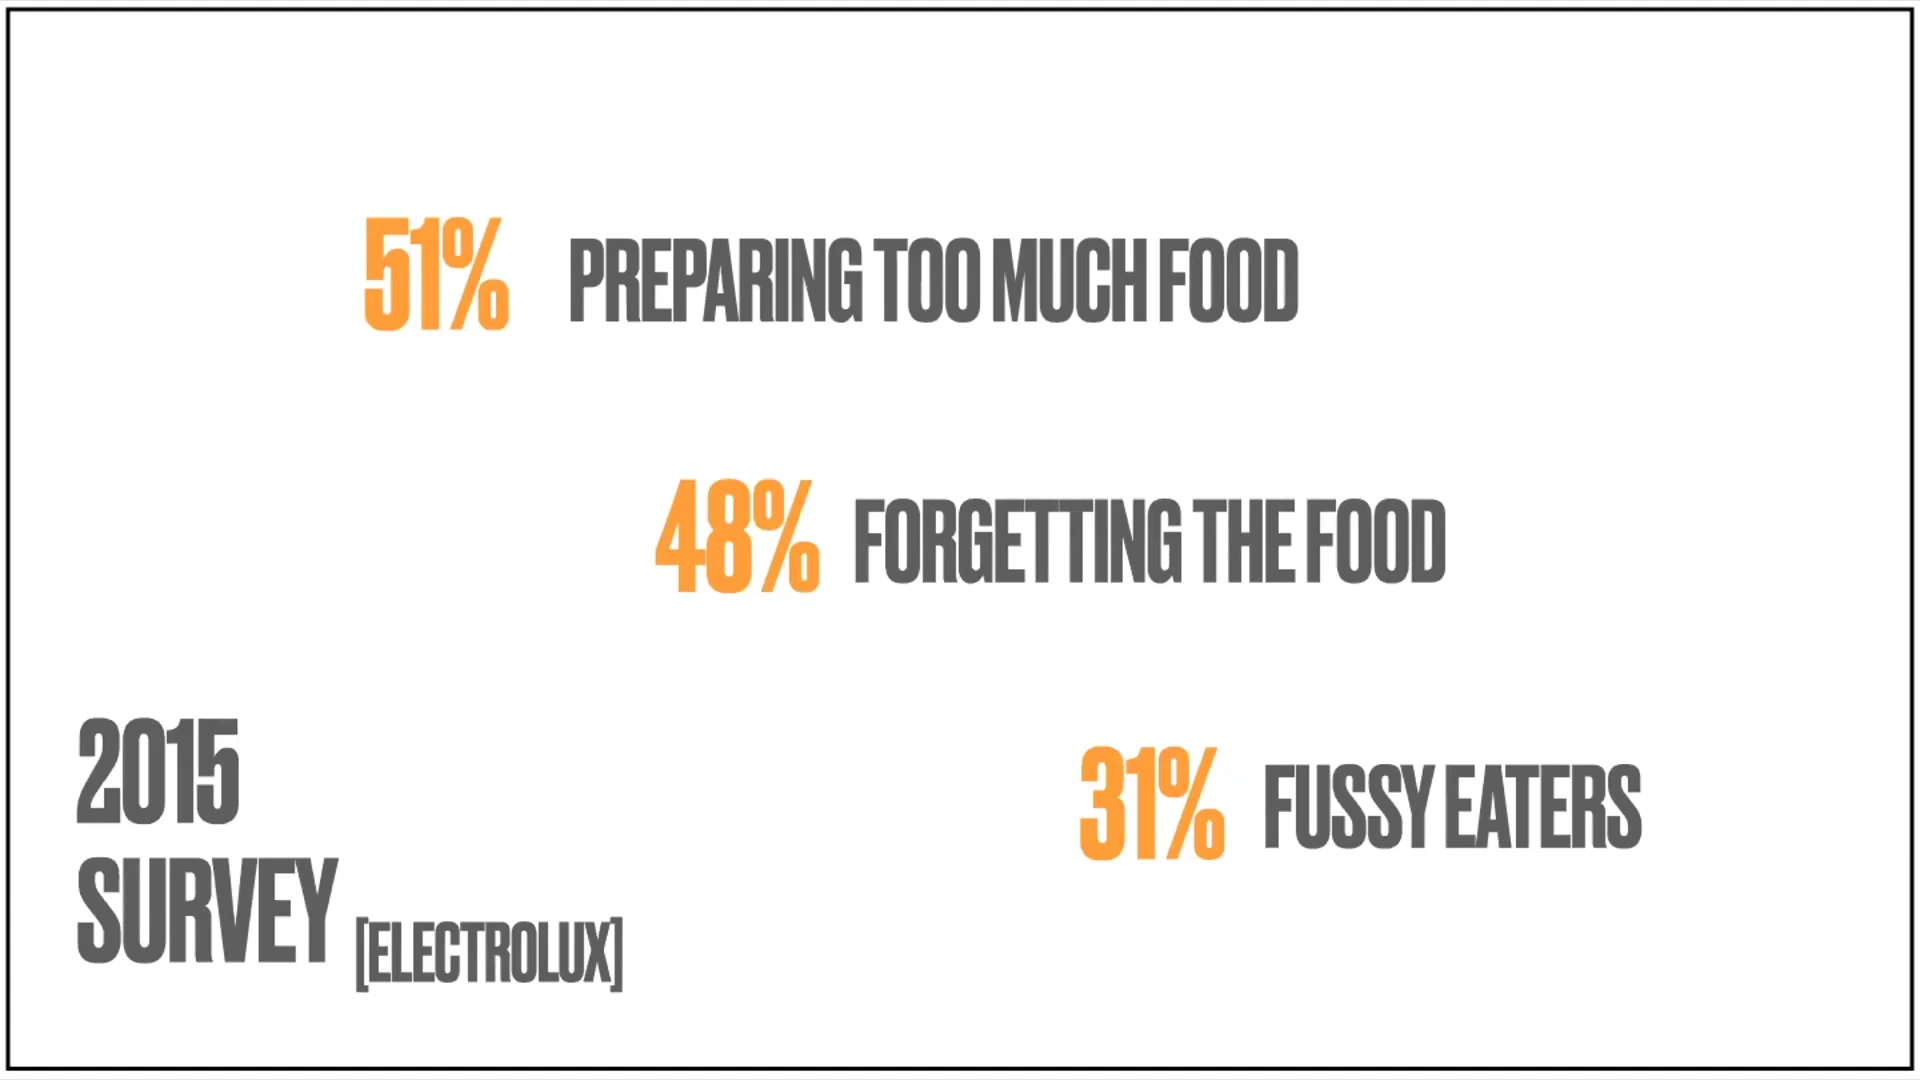 51% PREPARING TOO MUCH FOOD
48% FORGETTING THE FOOD
31% FUSSY EATERS
2015
SURVEY [ELECTROLUX]